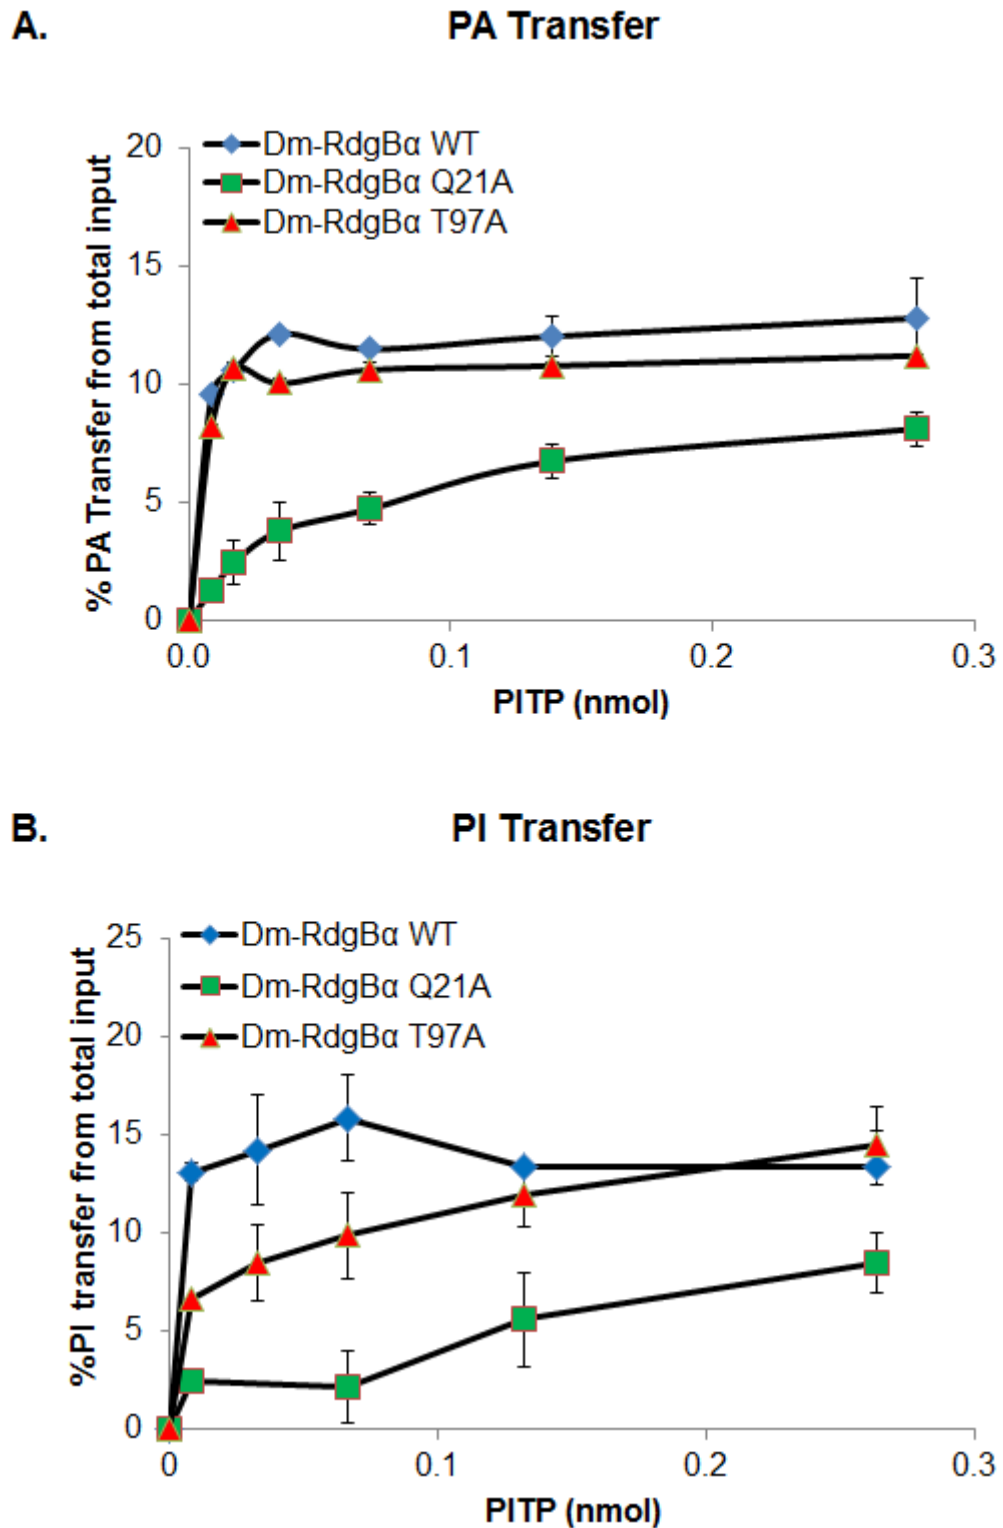 A.
PA Transfer
Dm-RdgBα WT
Dm-RdgBα Q21A
Dm-RdgBα T97A
% PA Transfer from total input
20
15
10
5
0
0.0
0.1
0.2
0.3
PITP (nmol)
B.
PI Transfer
Dm-RdgBα WT
Dm-RdgBα Q21A
Dm-RdgBα T97A
%PI transfer from total input
25
20
15
10
5
0
0
0.1
0.2
0.3
PITP (nmol)